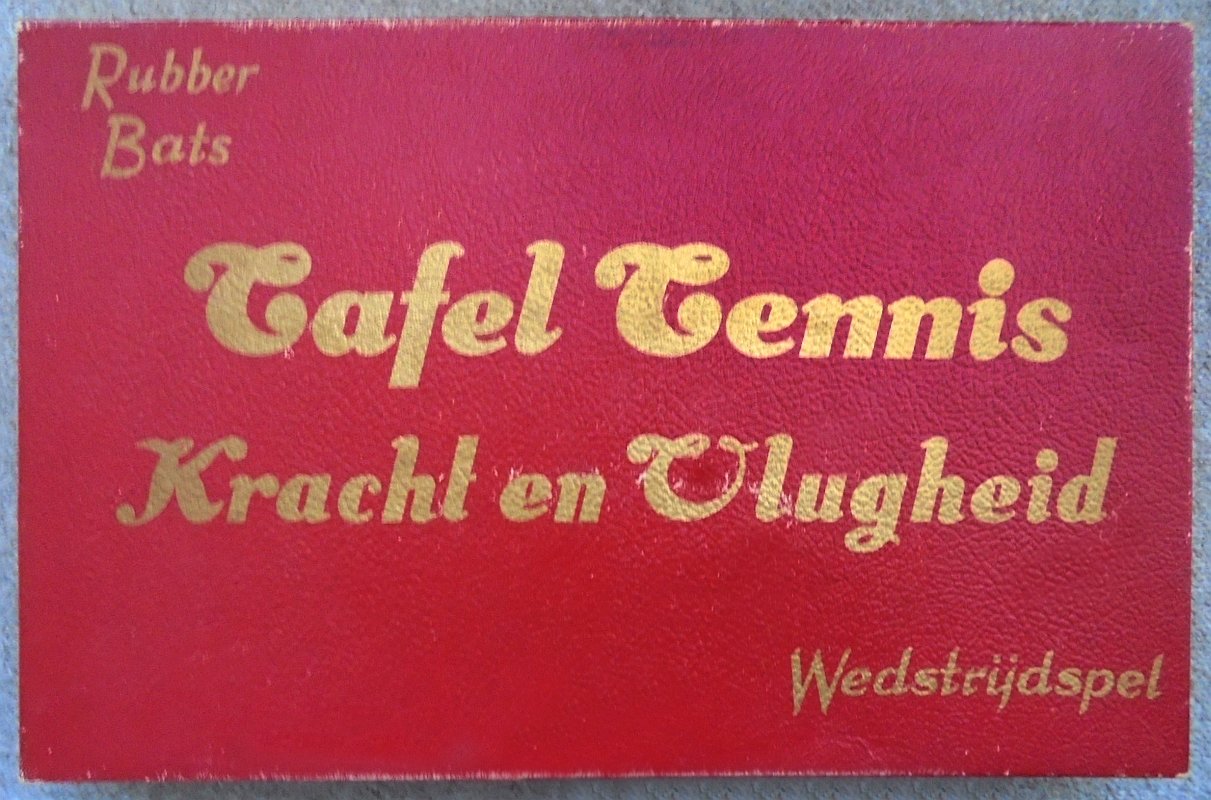 Rubber
Bats
Tafel Tennis
Kracht en Vlugheid
Wedstrijdspel